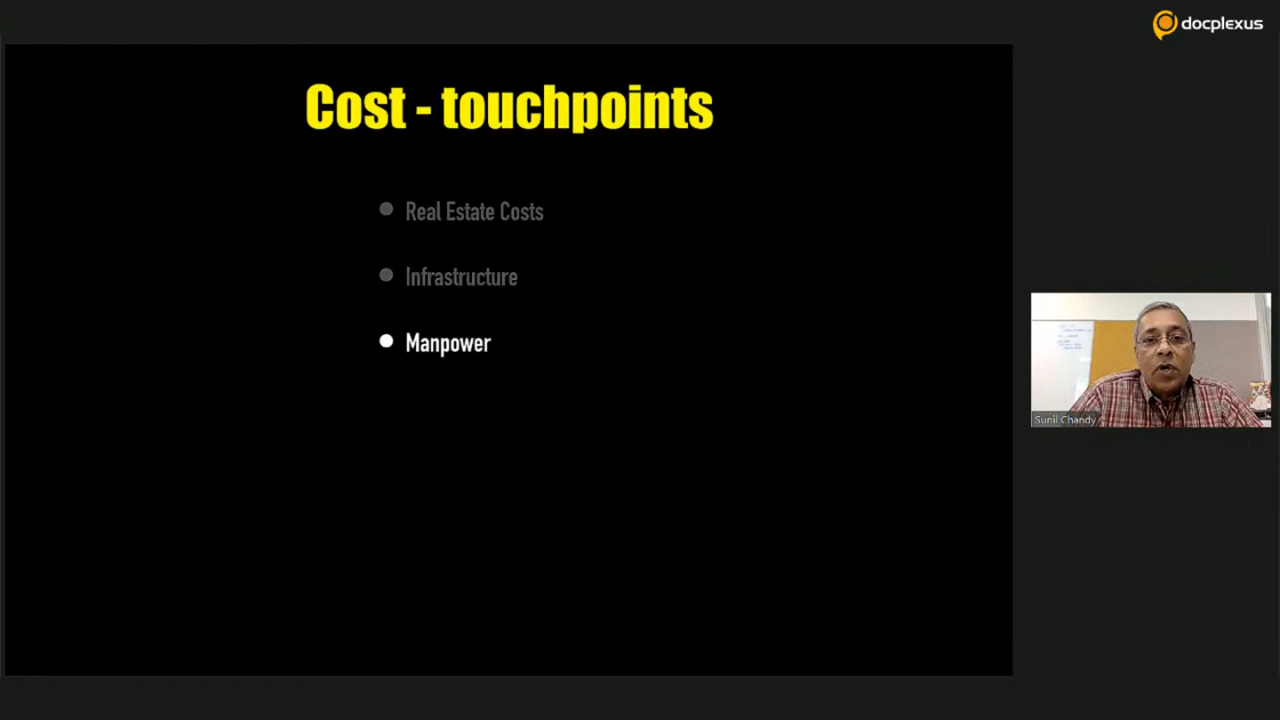 docplexus
Cost - touchpoints
Real Estate Costs
Infrastructure
Manpower
Sunil Chandy